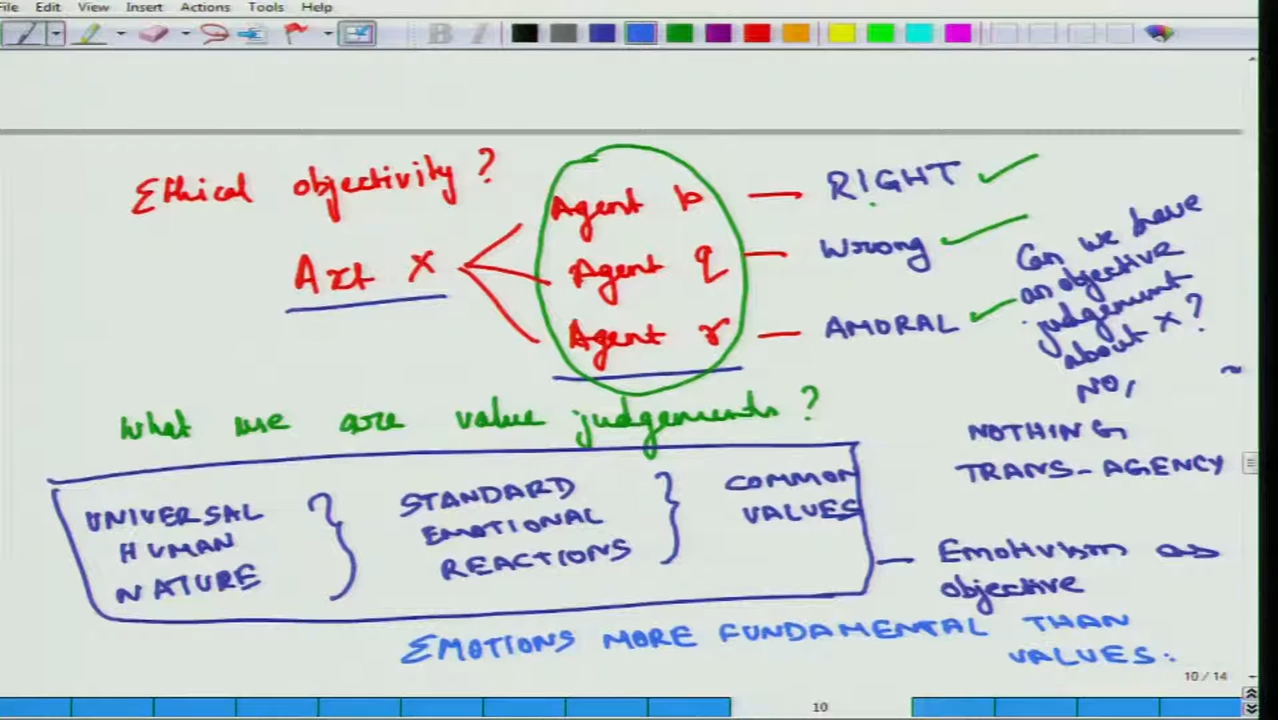 File Edit View Insert Actions Tools Help
Ethical objectivity ?
Act X
Agent p — RIGHT
Agent q — Wrong
Agent r — AMORAL
Can we have
an objective
judgement
about x ?
NO,
NOTHING
TRANS-AGENCY
What use are value judgements ?
UNIVERSAL
HUMAN
NATURE
STANDARD
EMOTIONAL
REACTIONS
COMMON
VALUES
— Emotivism as
objective
EMOTIONS MORE FUNDAMENTAL THAN
VALUES.
10 / 14
10